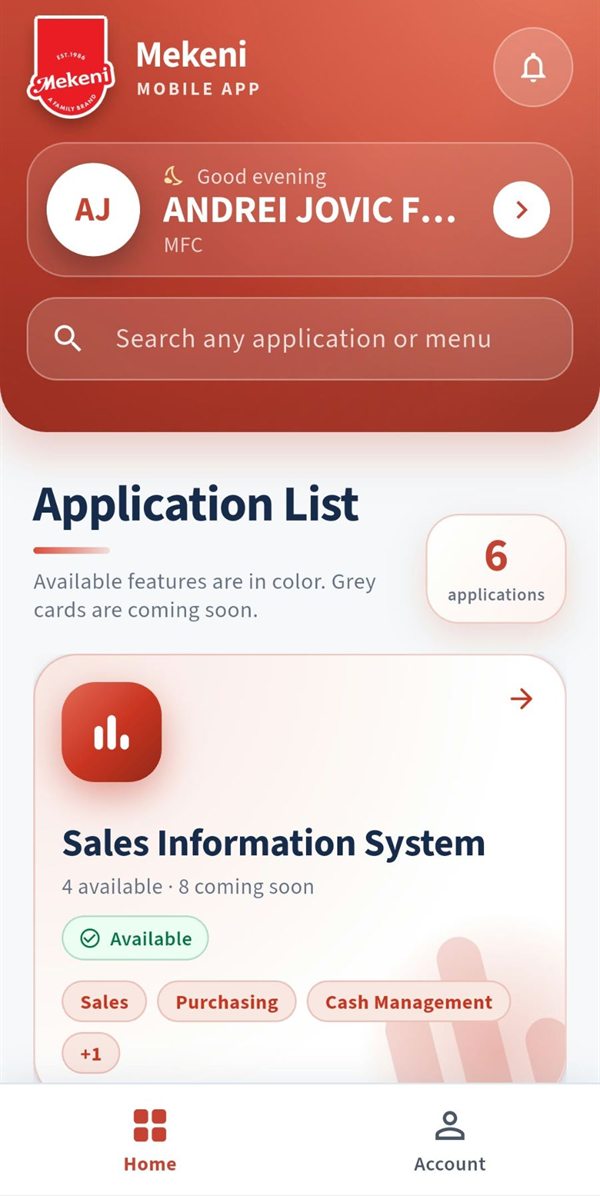 EST.1986
Mekeni
A FAMILY BRAND
Mekeni
MOBILE APP
AJ
Good evening
ANDREI JOVIC F...
MFC
Search any application or menu
Application List
Available features are in color. Grey
cards are coming soon.
6
applications
Sales Information System
4 available · 8 coming soon
Available
Sales
Purchasing
Cash Management
+1
Home
Account